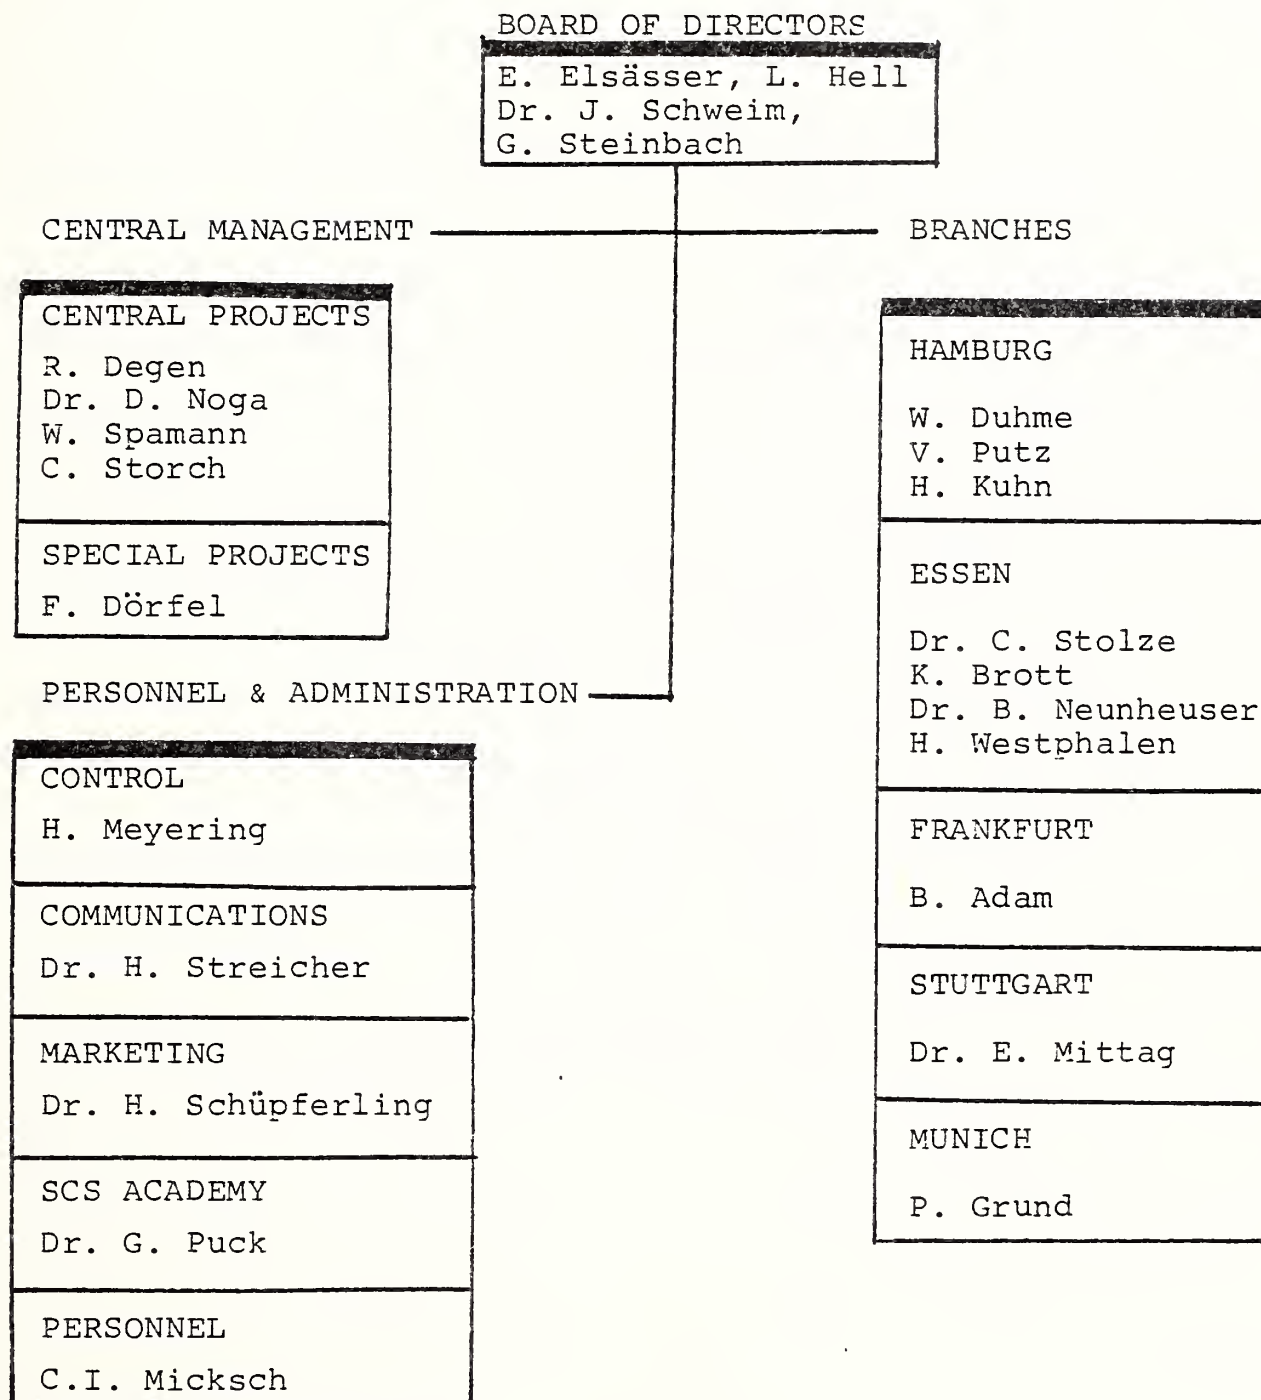 BOARD OF DIRECTORS
E. Elsässer, L. Hell
Dr. J. Schweim,
G. Steinbach
CENTRAL MANAGEMENT
BRANCHES
CENTRAL PROJECTS
R. Degen
Dr. D. Noga
W. Spamann
C. Storch
SPECIAL PROJECTS
F. Dörfel
PERSONNEL & ADMINISTRATION
CONTROL
H. Meyering
COMMUNICATIONS
Dr. H. Streicher
MARKETING
Dr. H. Schüpferling
SCS ACADEMY
Dr. G. Puck
PERSONNEL
C.I. Micksch
HAMBURG
W. Duhme
V. Putz
H. Kuhn
ESSEN
Dr. C. Stolze
K. Brott
Dr. B. Neunheuser
H. Westphalen
FRANKFURT
B. Adam
STUTTGART
Dr. E. Mittag
MUNICH
P. Grund